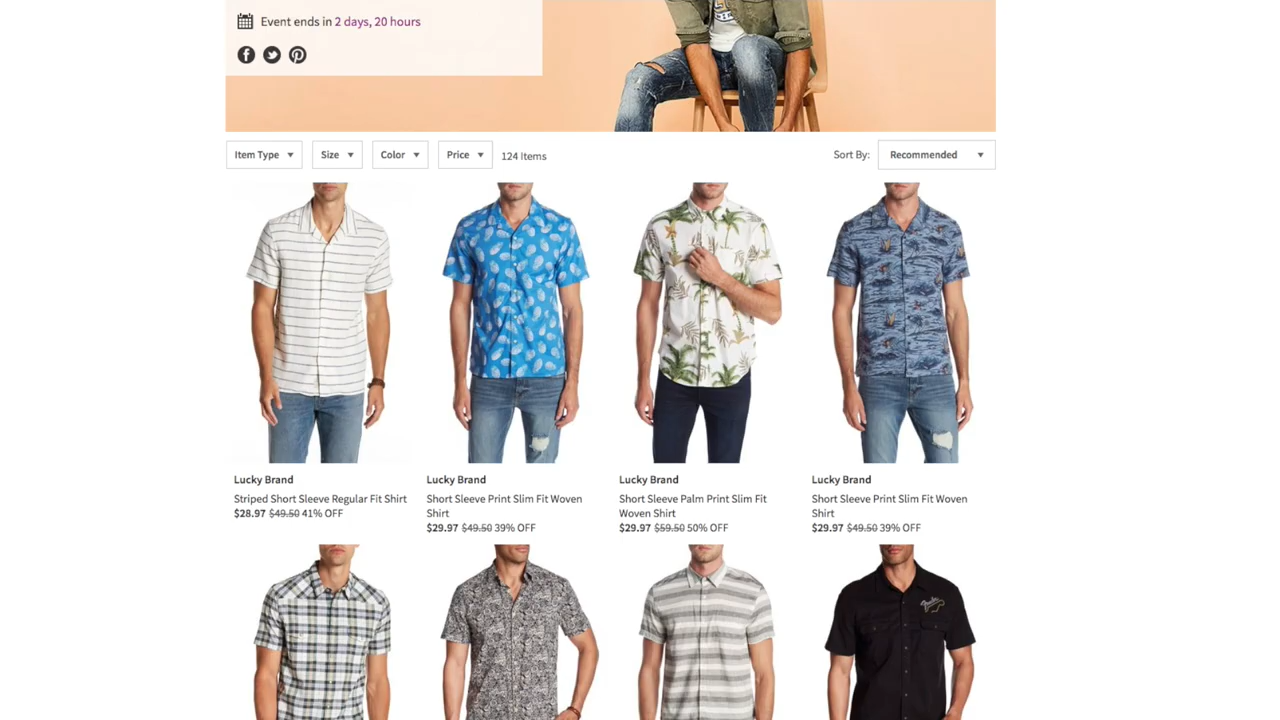 Event ends in 2 days, 20 hours
Item Type
Size
Color
Price
124 Items
Sort By:
Recommended
Lucky Brand
Striped Short Sleeve Regular Fit Shirt
$28.97 $49.50 41% OFF
Lucky Brand
Short Sleeve Print Slim Fit Woven
Shirt
$29.97 $49.50 39% OFF
Lucky Brand
Short Sleeve Palm Print Slim Fit
Woven Shirt
$29.97 $59.50 50% OFF
Lucky Brand
Short Sleeve Print Slim Fit Woven
Shirt
$29.97 $49.50 39% OFF